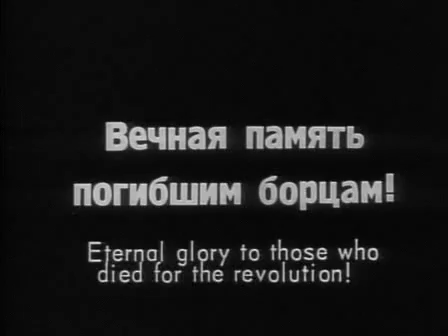 Вечная память
погибшим борцам!
Eternal glory to those who
died for the revolution!